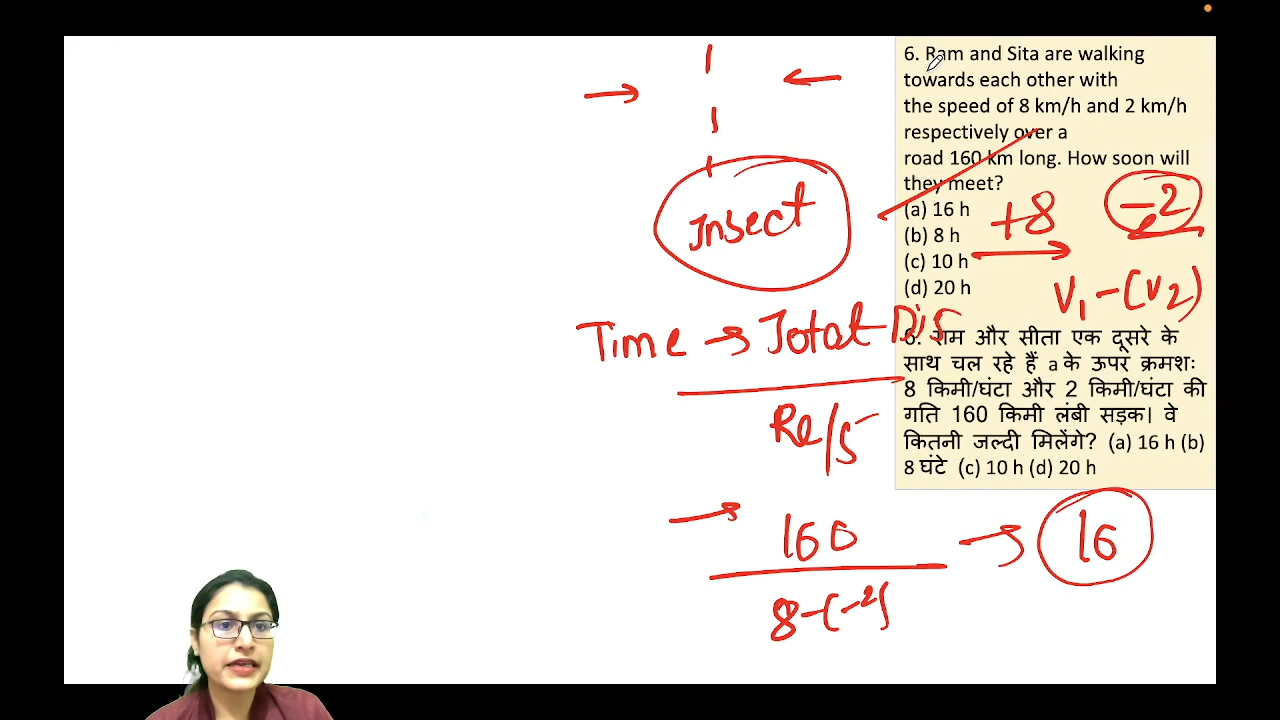 6. Ram and Sita are walking
towards each other with
the speed of 8 km/h and 2 km/h
respectively over a
road 160 km long. How soon will
they meet?
(a) 16 h
(b) 8 h
(c) 10 h
(d) 20 h
6. राम और सीता एक दूसरे के
साथ चल रहे हैं a के ऊपर क्रमशः
8 किमी/घंटा और 2 किमी/घंटा की
गति 160 किमी लंबी सड़क। वे
कितनी जल्दी मिलेंगे? (a) 16 h (b)
8 घंटे (c) 10 h (d) 20 h
Insect
+8
-2
V1 - (V2)
Time → Total Dis
Re/S
160
8-(-2)
16